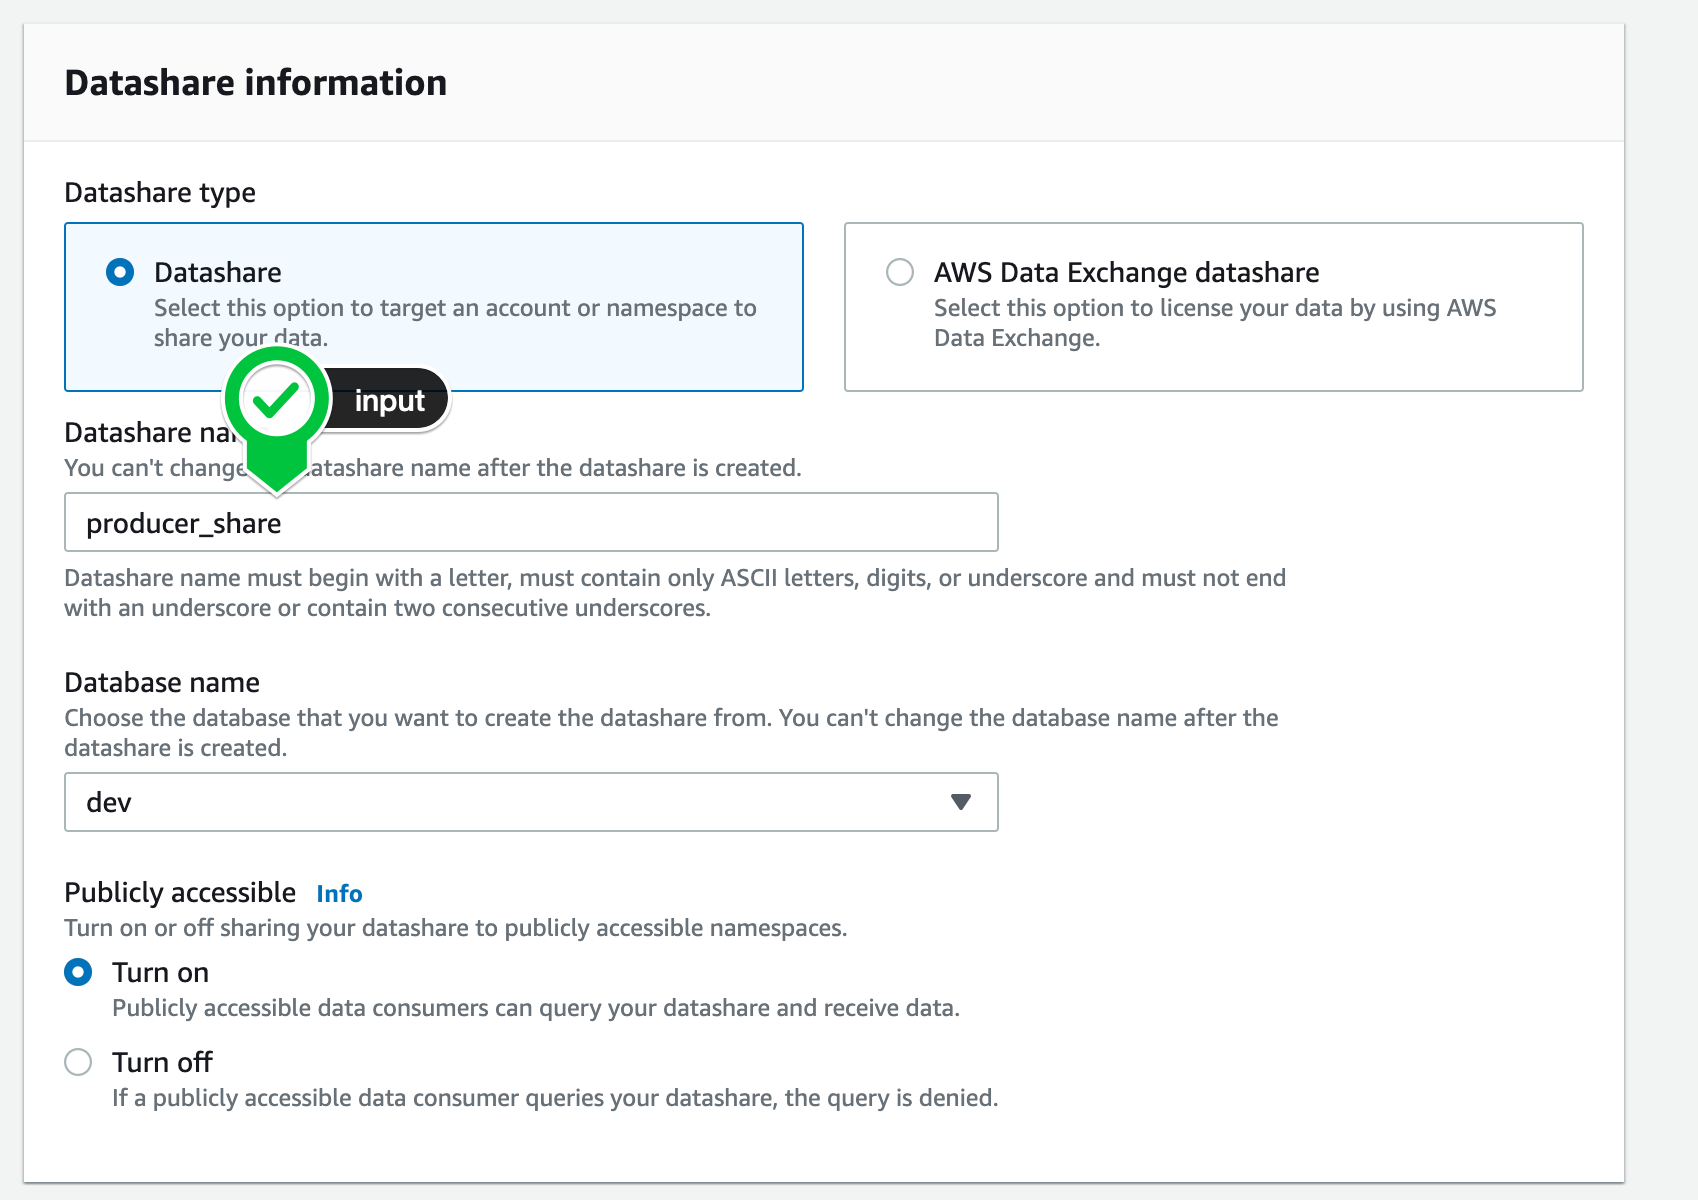 Datashare information
Datashare type
Datashare
Select this option to target an account or namespace to
share your data.
AWS Data Exchange datashare
Select this option to license your data by using AWS
Data Exchange.
input
Datashare
You can't change datashare name after the datashare is created.
producer_share
Datashare name must begin with a letter, must contain only ASCII letters, digits, or underscore and must not end
with an underscore or contain two consecutive underscores.
Database name
Choose the database that you want to create the datashare from. You can't change the database name after the
datashare is created.
dev
Publicly accessible Info
Turn on or off sharing your datashare to publicly accessible namespaces.
Turn on
Publicly accessible data consumers can query your datashare and receive data.
Turn off
If a publicly accessible data consumer queries your datashare, the query is denied.